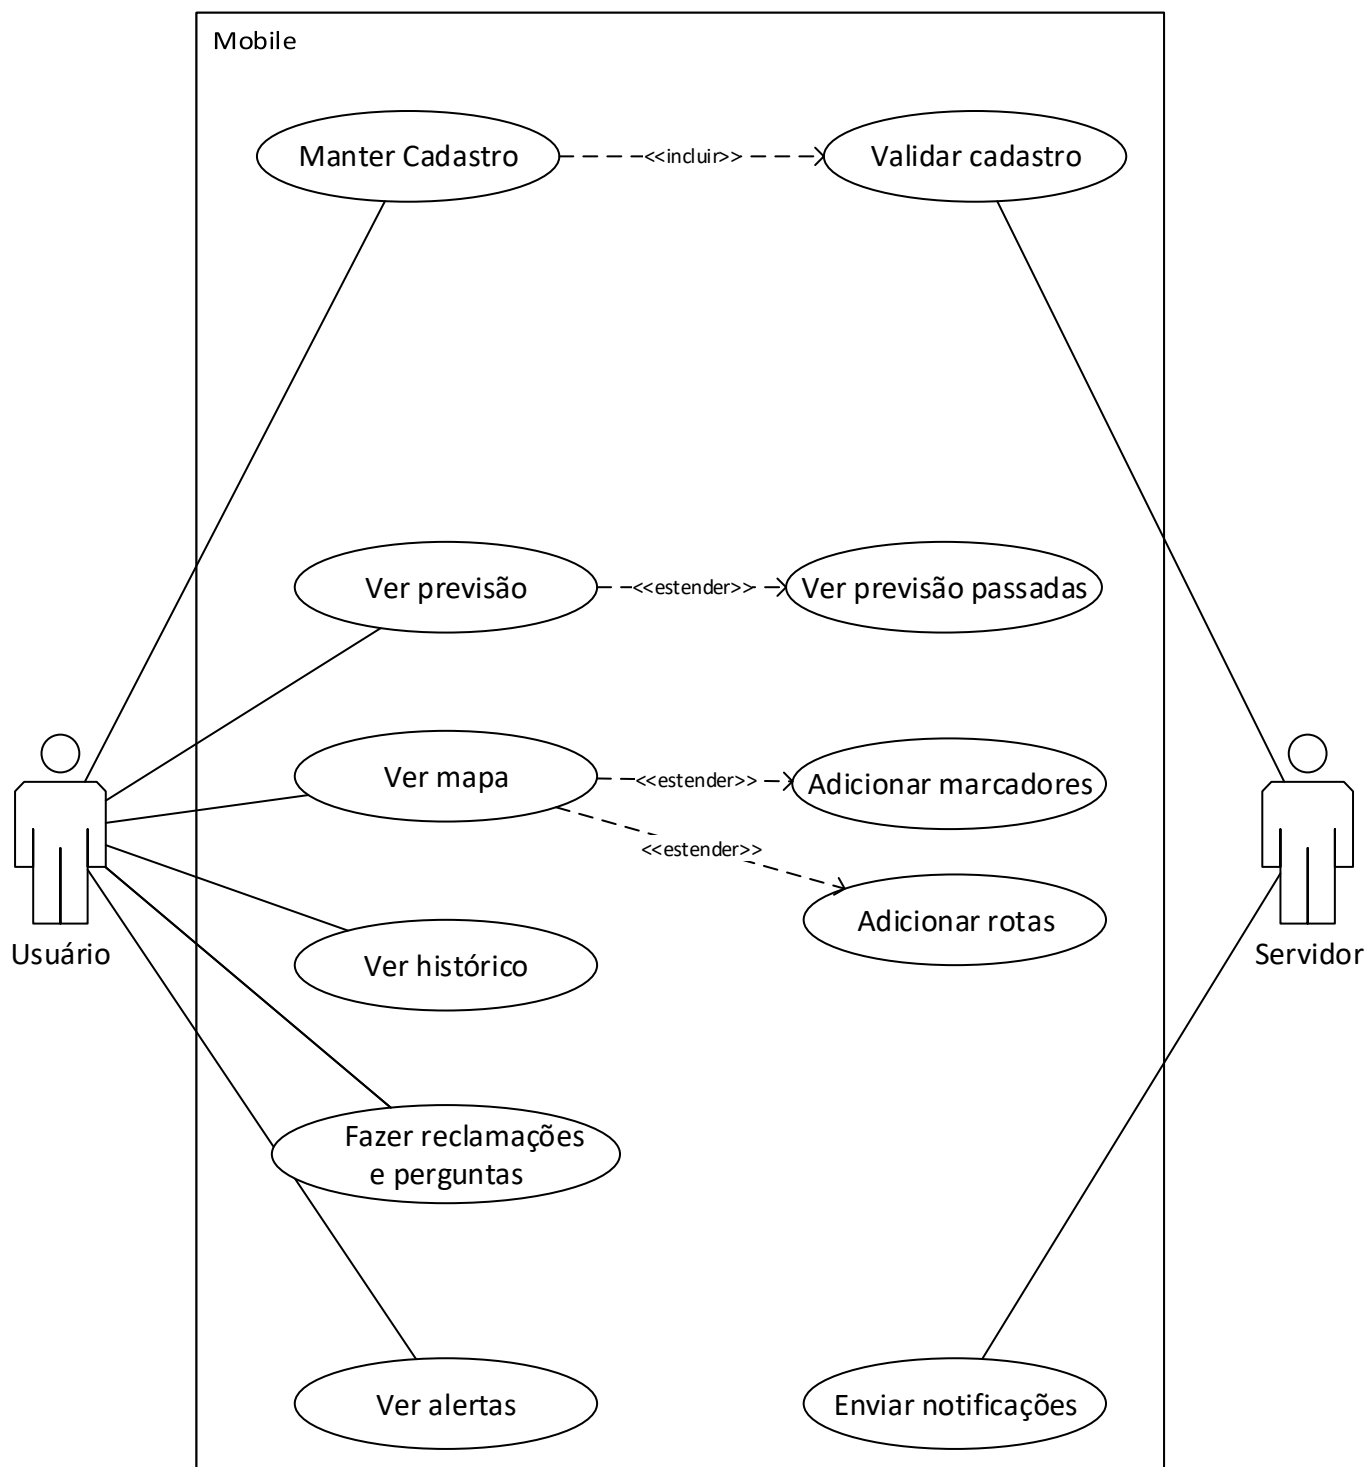 Mobile
Manter Cadastro
<<incluir>>
Validar cadastro
Ver previsão
<<estender>>
Ver previsão passadas
Ver mapa
<<estender>>
Adicionar marcadores
<<estender>>
Adicionar rotas
Usuário
Ver histórico
Servidor
Fazer reclamações
e perguntas
Ver alertas
Enviar notificações